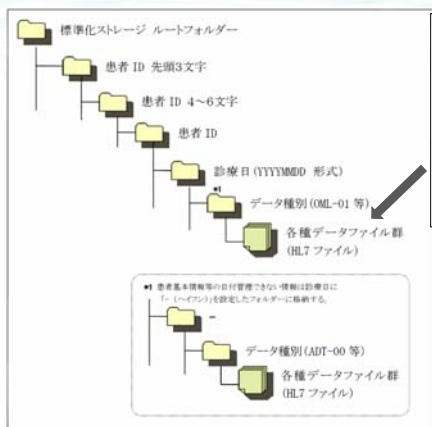 標準化ストレージ ルートフォルダー
患者 ID 先頭3文字
患者 ID 4～6文字
患者 ID
診療日(YYYYMMDD 形式)
*1
データ種別(OML-01 等)
各種データファイル群
(HL7 ファイル)
*1 患者基本情報等の日付管理できない情報は診療日に
「-(ハイフン)」を設定したフォルダーに格納する。
-
データ種別(ADT-00 等)
各種データファイル群
(HL7 ファイル)